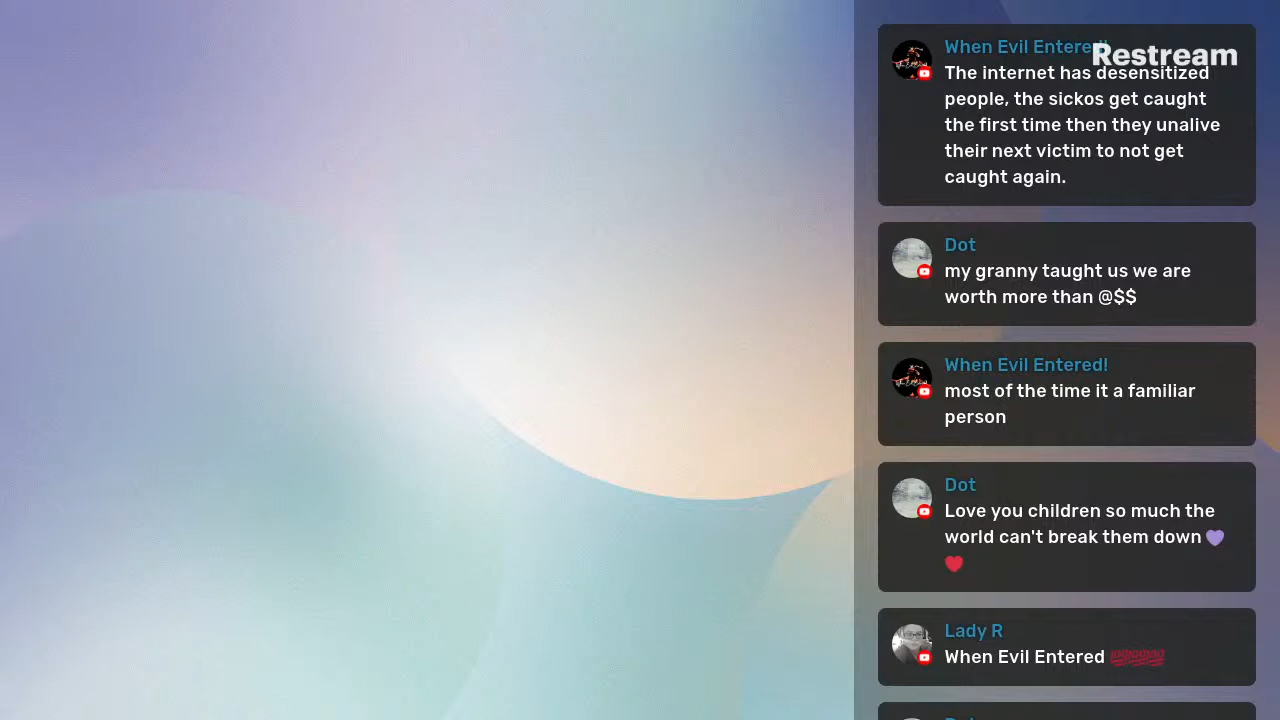 When Evil Entered!
Restream
The internet has desensitized
people, the sickos get caught
the first time then they unalive
their next victim to not get
caught again.
Dot
my granny taught us we are
worth more than @$$
When Evil Entered!
most of the time it a familiar
person
Dot
Love you children so much the
world can't break them down 💜
❤️
Lady R
When Evil Entered 💯💯💯